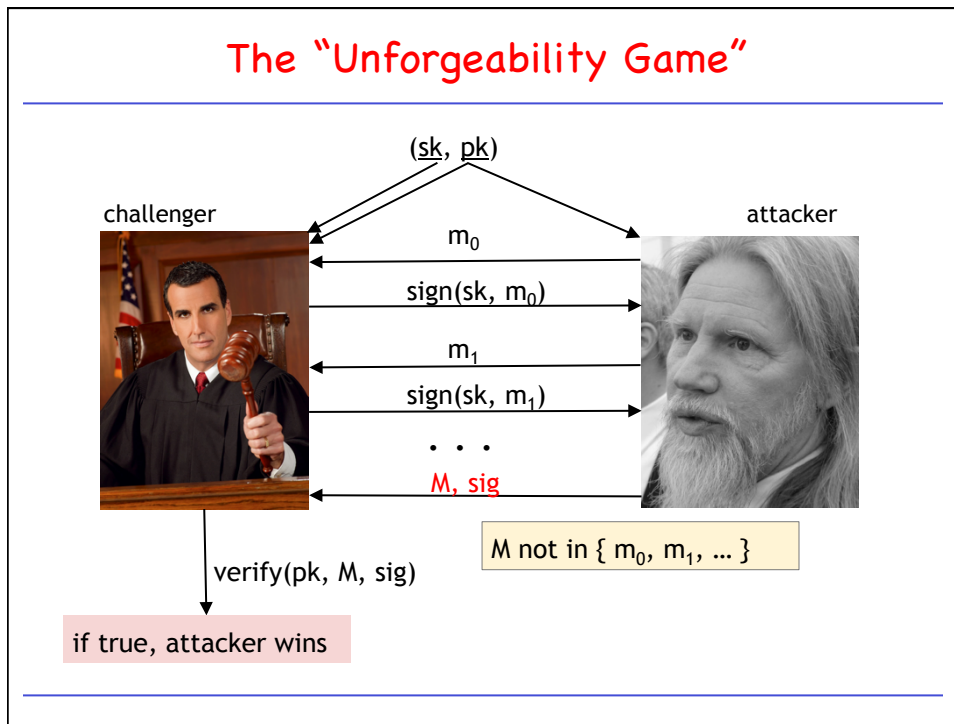 The “Unforgeability Game”
(sk, pk)
challenger
attacker
m₀
sign(sk, m₀)
m₁
sign(sk, m₁)
. . .
M, sig
M not in { m₀, m₁, … }
verify(pk, M, sig)
if true, attacker wins